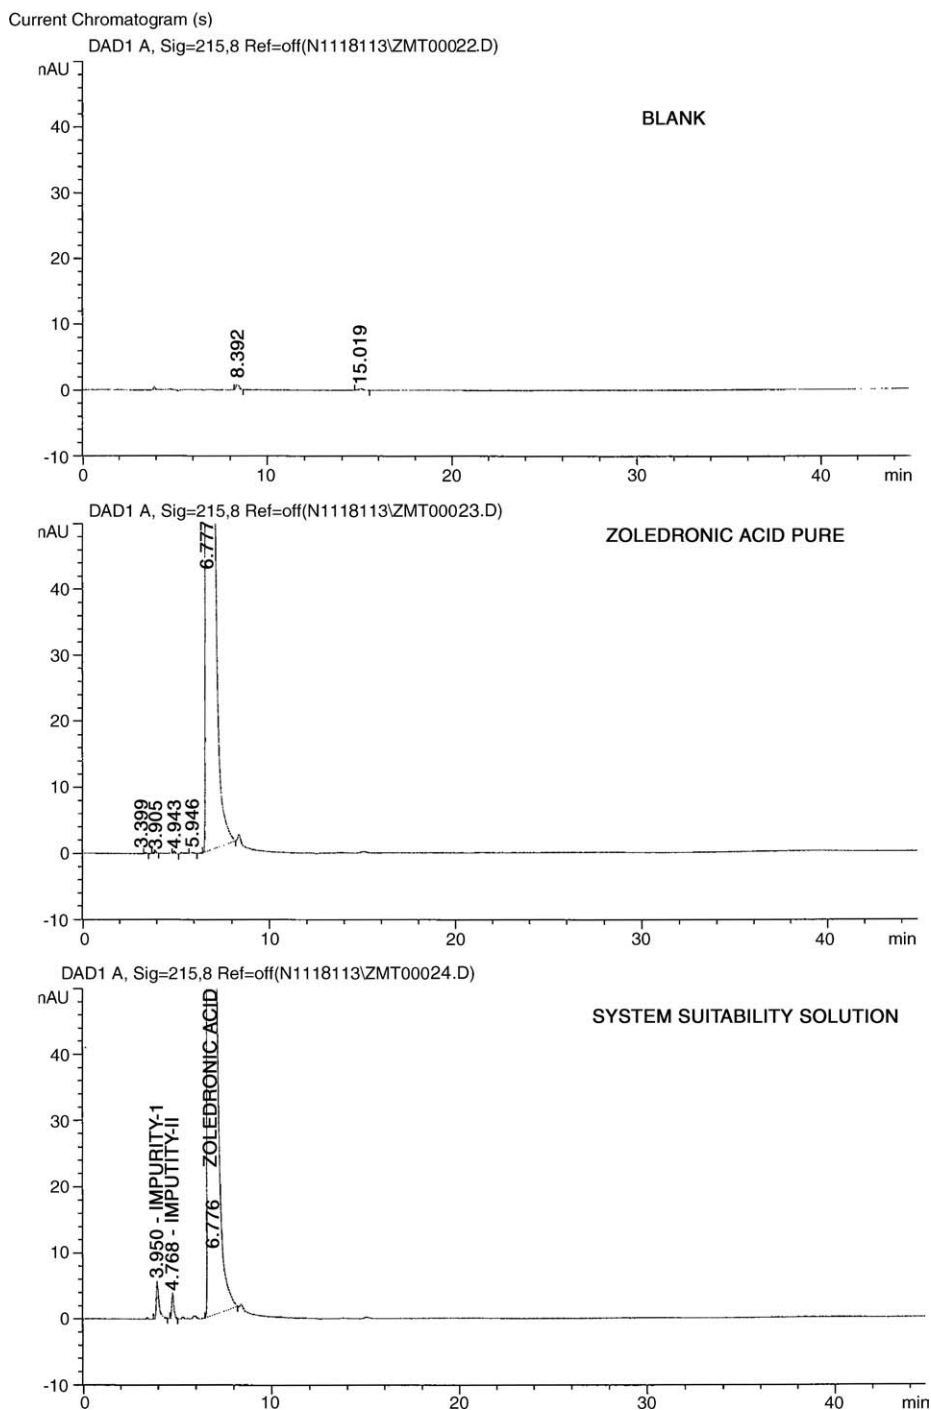 Current Chromatogram (s)
DAD1 A, Sig=215,8 Ref=off(N1118113\ZMT00022.D)
nAU
BLANK
40
30
20
10
0
-10
8.392
15.019
0
10
20
30
40
min
DAD1 A, Sig=215,8 Ref=off(N1118113\ZMT00023.D)
nAU
ZOLEDRONIC ACID PURE
40
30
20
10
0
-10
3.399
3.905
4.943
5.946
6.777
0
10
20
30
40
min
DAD1 A, Sig=215,8 Ref=off(N1118113\ZMT00024.D)
nAU
SYSTEM SUITABILITY SOLUTION
40
30
20
10
0
-10
3.950 - IMPURITY-1
4.768 - IMPUTITY-II
6.776 ZOLEDRONIC ACID
0
10
20
30
40
min